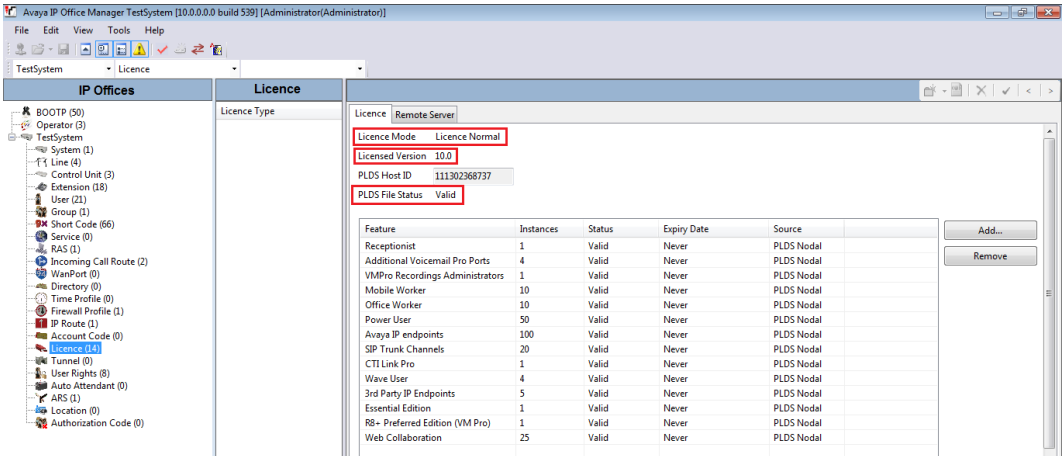 Avaya IP Office Manager TestSystem [10.0.0.0.0 build 539] [Administrator(Administrator)]
File Edit View Tools Help
TestSystem Licence
IP Offices
BOOTP (50)
Operator (3)
TestSystem
System (1)
Line (4)
Control Unit (3)
Extension (18)
User (21)
Group (1)
Short Code (66)
Service (0)
RAS (1)
Incoming Call Route (2)
WanPort (0)
Directory (0)
Time Profile (0)
Firewall Profile (1)
IP Route (1)
Account Code (0)
Licence (14)
Tunnel (0)
User Rights (8)
Auto Attendant (0)
ARS (1)
Location (0)
Authorization Code (0)
Licence
Licence Type
Licence Remote Server
Licence Mode Licence Normal
Licensed Version 10.0
PLDS Host ID 111302368737
PLDS File Status Valid
Feature Instances Status Expiry Date Source
Receptionist 1 Valid Never PLDS Nodal
Additional Voicemail Pro Ports 4 Valid Never PLDS Nodal
VMPro Recordings Administrators 1 Valid Never PLDS Nodal
Mobile Worker 10 Valid Never PLDS Nodal
Office Worker 10 Valid Never PLDS Nodal
Power User 50 Valid Never PLDS Nodal
Avaya IP endpoints 100 Valid Never PLDS Nodal
SIP Trunk Channels 20 Valid Never PLDS Nodal
CTI Link Pro 1 Valid Never PLDS Nodal
Wave User 4 Valid Never PLDS Nodal
3rd Party IP Endpoints 5 Valid Never PLDS Nodal
Essential Edition 1 Valid Never PLDS Nodal
R8+ Preferred Edition (VM Pro) 1 Valid Never PLDS Nodal
Web Collaboration 25 Valid Never PLDS Nodal
Add...
Remove